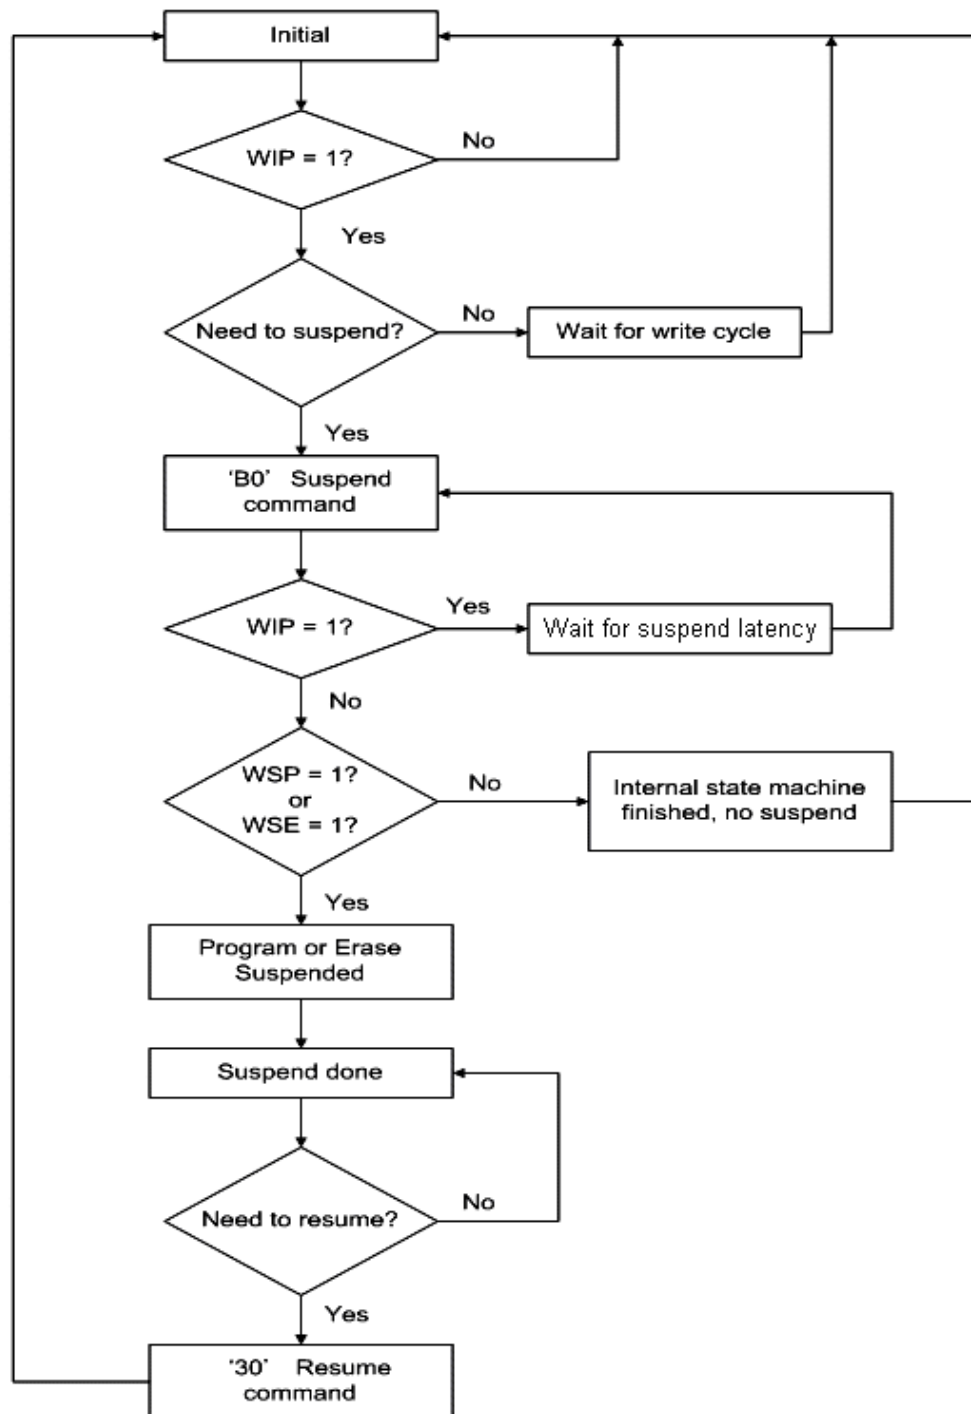 Initial
WIP = 1?
No
Yes
Need to suspend?
No
Wait for write cycle
Yes
‘B0’ Suspend
command
WIP = 1?
Yes
Wait for suspend latency
No
WSP = 1?
or
WSE = 1?
No
Internal state machine
finished, no suspend
Yes
Program or Erase
Suspended
Suspend done
Need to resume?
No
Yes
‘30’ Resume
command